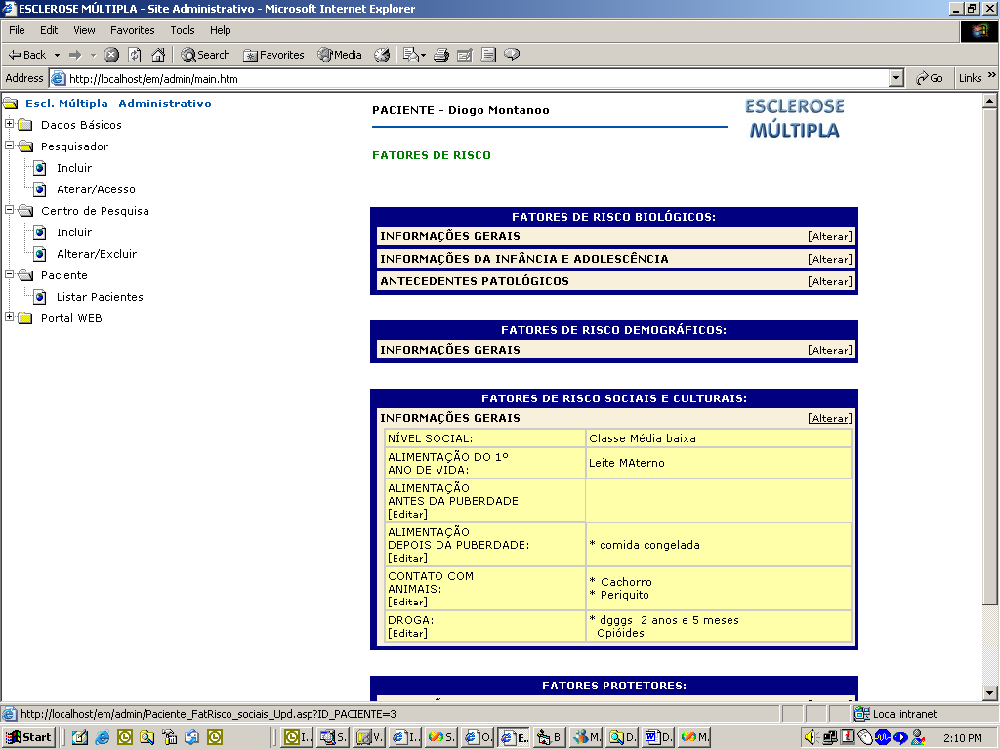 ESCLEROSE MÚLTIPLA - Site Administrativo - Microsoft Internet Explorer
File Edit View Favorites Tools Help
Back Search Favorites Media
Address http://localhost/em/admin/main.htm Go Links »
Escl. Múltipla- Administrativo
Dados Básicos
Pesquisador
Incluir
Aterar/Acesso
Centro de Pesquisa
Incluir
Alterar/Excluir
Paciente
Listar Pacientes
Portal WEB
PACIENTE - Diogo Montanoo
ESCLEROSE
MÚLTIPLA
FATORES DE RISCO
FATORES DE RISCO BIOLÓGICOS:
INFORMAÇÕES GERAIS [Alterar]
INFORMAÇÕES DA INFÂNCIA E ADOLESCÊNCIA [Alterar]
ANTECEDENTES PATOLÓGICOS [Alterar]
FATORES DE RISCO DEMOGRÁFICOS:
INFORMAÇÕES GERAIS [Alterar]
FATORES DE RISCO SOCIAIS E CULTURAIS:
INFORMAÇÕES GERAIS [Alterar]
NÍVEL SOCIAL: Classe Média baixa
ALIMENTAÇÃO DO 1º
ANO DE VIDA: Leite MAterno
ALIMENTAÇÃO
ANTES DA PUBERDADE:
[Editar]
ALIMENTAÇÃO
DEPOIS DA PUBERDADE: * comida congelada
[Editar]
CONTATO COM
ANIMAIS:
[Editar]
* Cachorro
* Periquito
DROGA: * dgggs 2 anos e 5 meses
[Editar] Opióides
FATORES PROTETORES:
http://localhost/em/admin/Paciente_FatRisco_sociais_Upd.asp?ID_PACIENTE=3 Local intranet
Start I... S. V. I.. S. O. E.. B. M. D. D. M. 2:10 PM